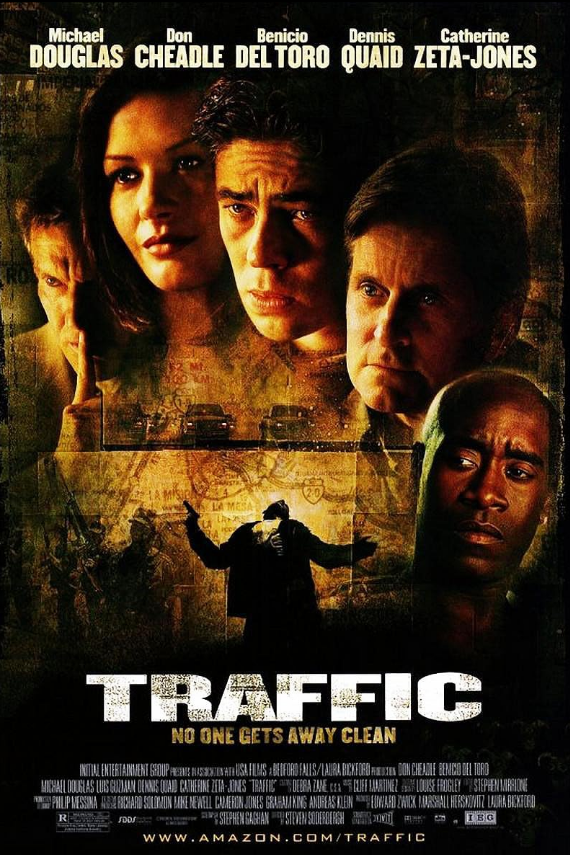 Michael Don Benicio Dennis Catherine
DOUGLAS CHEADLE DEL TORO QUAID ZETA-JONES
LA MESA
TRAFFIC
NO ONE GETS AWAY CLEAN
INITIAL ENTERTAINMENT GROUP PRESENTS IN ASSOCIATION WITH USA FILMS A BEDFORD FALLS/LAURA BICKFORD PRODUCTION DON CHEADLE BENICIO DEL TORO
MICHAEL DOUGLAS LUIS GUZMAN DENNIS QUAID CATHERINE ZETA-JONES "TRAFFIC" DEBRA ZANE C.S.A. CLIFF MARTINEZ LOUISE FROGLEY STEPHEN MIRRIONE
PHILIP MESSINA RICHARD SOLOMON MIKE NEWELL CAMERON JONES GRAHAM KING ANDREAS KLEIN EDWARD ZWICK MARSHALL HERSKOVITZ LAURA BICKFORD
STEPHEN GAGHAN STEVEN SODERBERGH
R
SDDS
IEG
WWW.AMAZON.COM/TRAFFIC